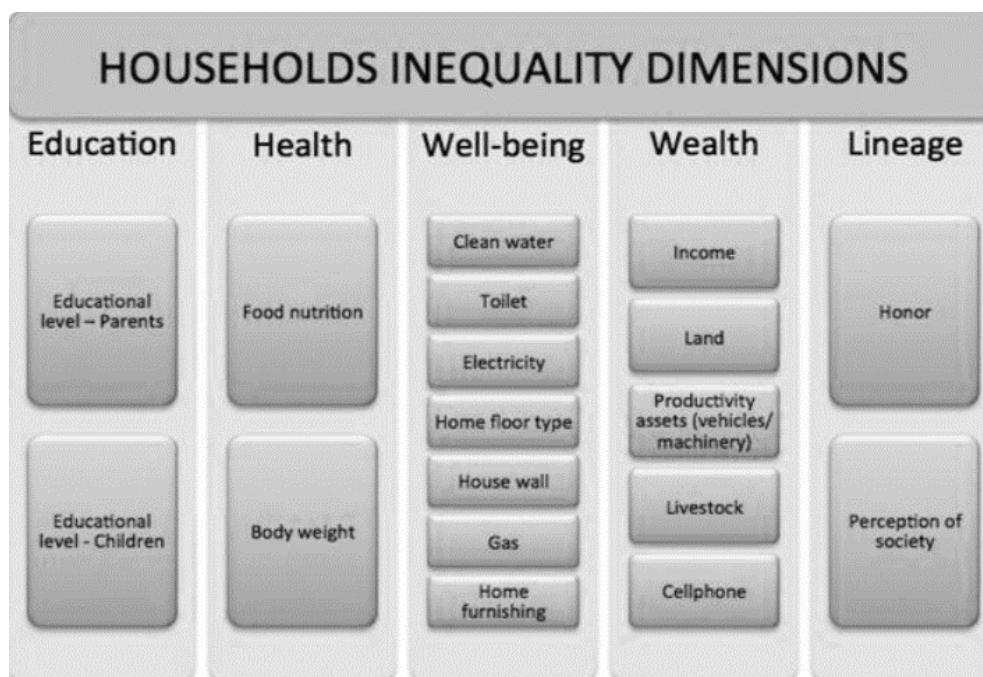 HOUSEHOLDS INEQUALITY DIMENSIONS
Education
Educational
level – Parents
Educational
level - Children
Health
Food nutrition
Body weight
Well-being
Clean water
Toilet
Electricity
Home floor type
House wall
Gas
Home
furnishing
Wealth
Income
Land
Productivity
assets (vehicles/
machinery)
Livestock
Cellphone
Lineage
Honor
Perception of
society